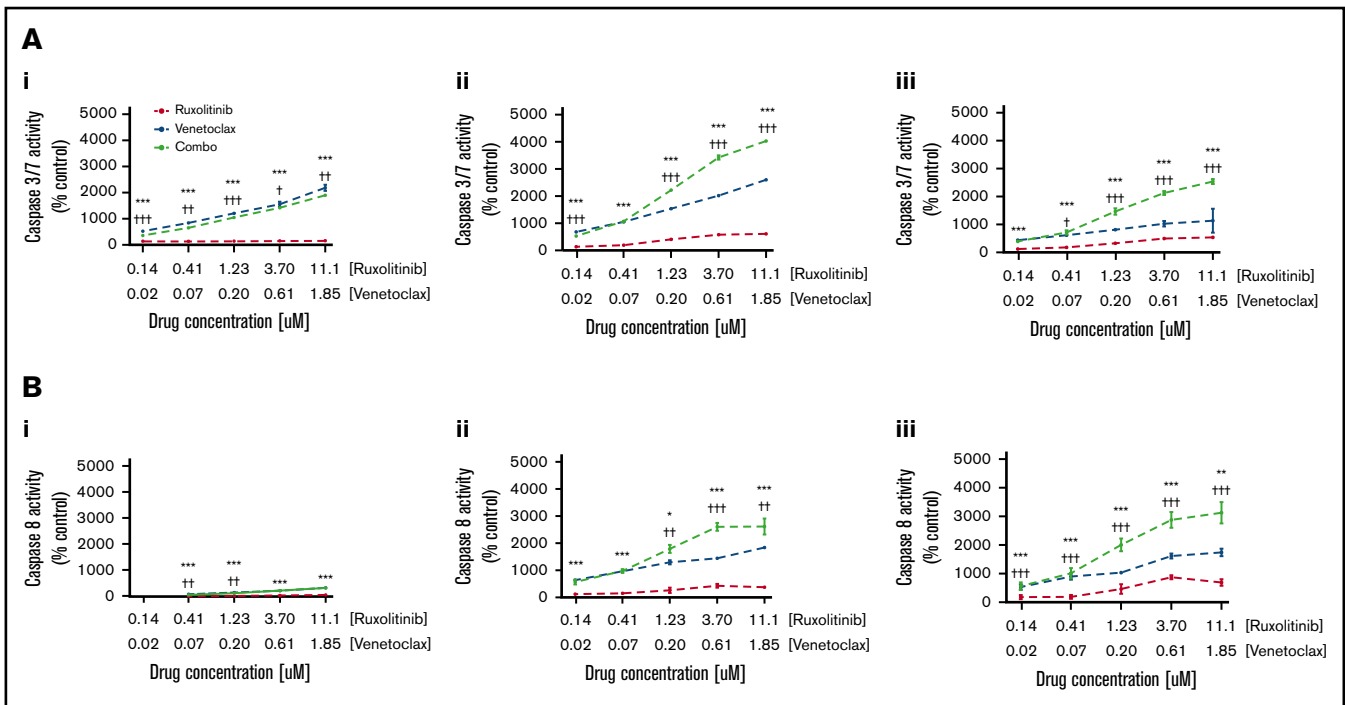 A
i
Caspase 3/7 activity
(% control)
5000
4000
3000
2000
1000
0
Ruxolitinib
Venetoclax
Combo
***
†††
***
††
***
†††
***
†
***
††
0.14 0.41 1.23 3.70 11.1 [Ruxolitinib]
0.02 0.07 0.20 0.61 1.85 [Venetoclax]
Drug concentration [uM]
ii
Caspase 3/7 activity
(% control)
5000
4000
3000
2000
1000
0
***
†††
***
***
†††
***
†††
***
†††
0.14 0.41 1.23 3.70 11.1 [Ruxolitinib]
0.02 0.07 0.20 0.61 1.85 [Venetoclax]
Drug concentration [uM]
iii
Caspase 3/7 activity
(% control)
5000
4000
3000
2000
1000
0
***
***
†
***
†††
***
†††
***
†††
0.14 0.41 1.23 3.70 11.1 [Ruxolitinib]
0.02 0.07 0.20 0.61 1.85 [Venetoclax]
Drug concentration [uM]
B
i
Caspase 8 activity
(% control)
5000
4000
3000
2000
1000
0
***
††
***
††
***
***
0.14 0.41 1.23 3.70 11.1 [Ruxolitinib]
0.02 0.07 0.20 0.61 1.85 [Venetoclax]
Drug concentration [uM]
ii
Caspase 8 activity
(% control)
5000
4000
3000
2000
1000
0
***
***
*
††
***
†††
***
††
0.14 0.41 1.23 3.70 11.1 [Ruxolitinib]
0.02 0.07 0.20 0.61 1.85 [Venetoclax]
Drug concentration [uM]
iii
Caspase 8 activity
(% control)
5000
4000
3000
2000
1000
0
***
†††
***
†††
***
†††
***
†††
**
†††
0.14 0.41 1.23 3.70 11.1 [Ruxolitinib]
0.02 0.07 0.20 0.61 1.85 [Venetoclax]
Drug concentration [uM]